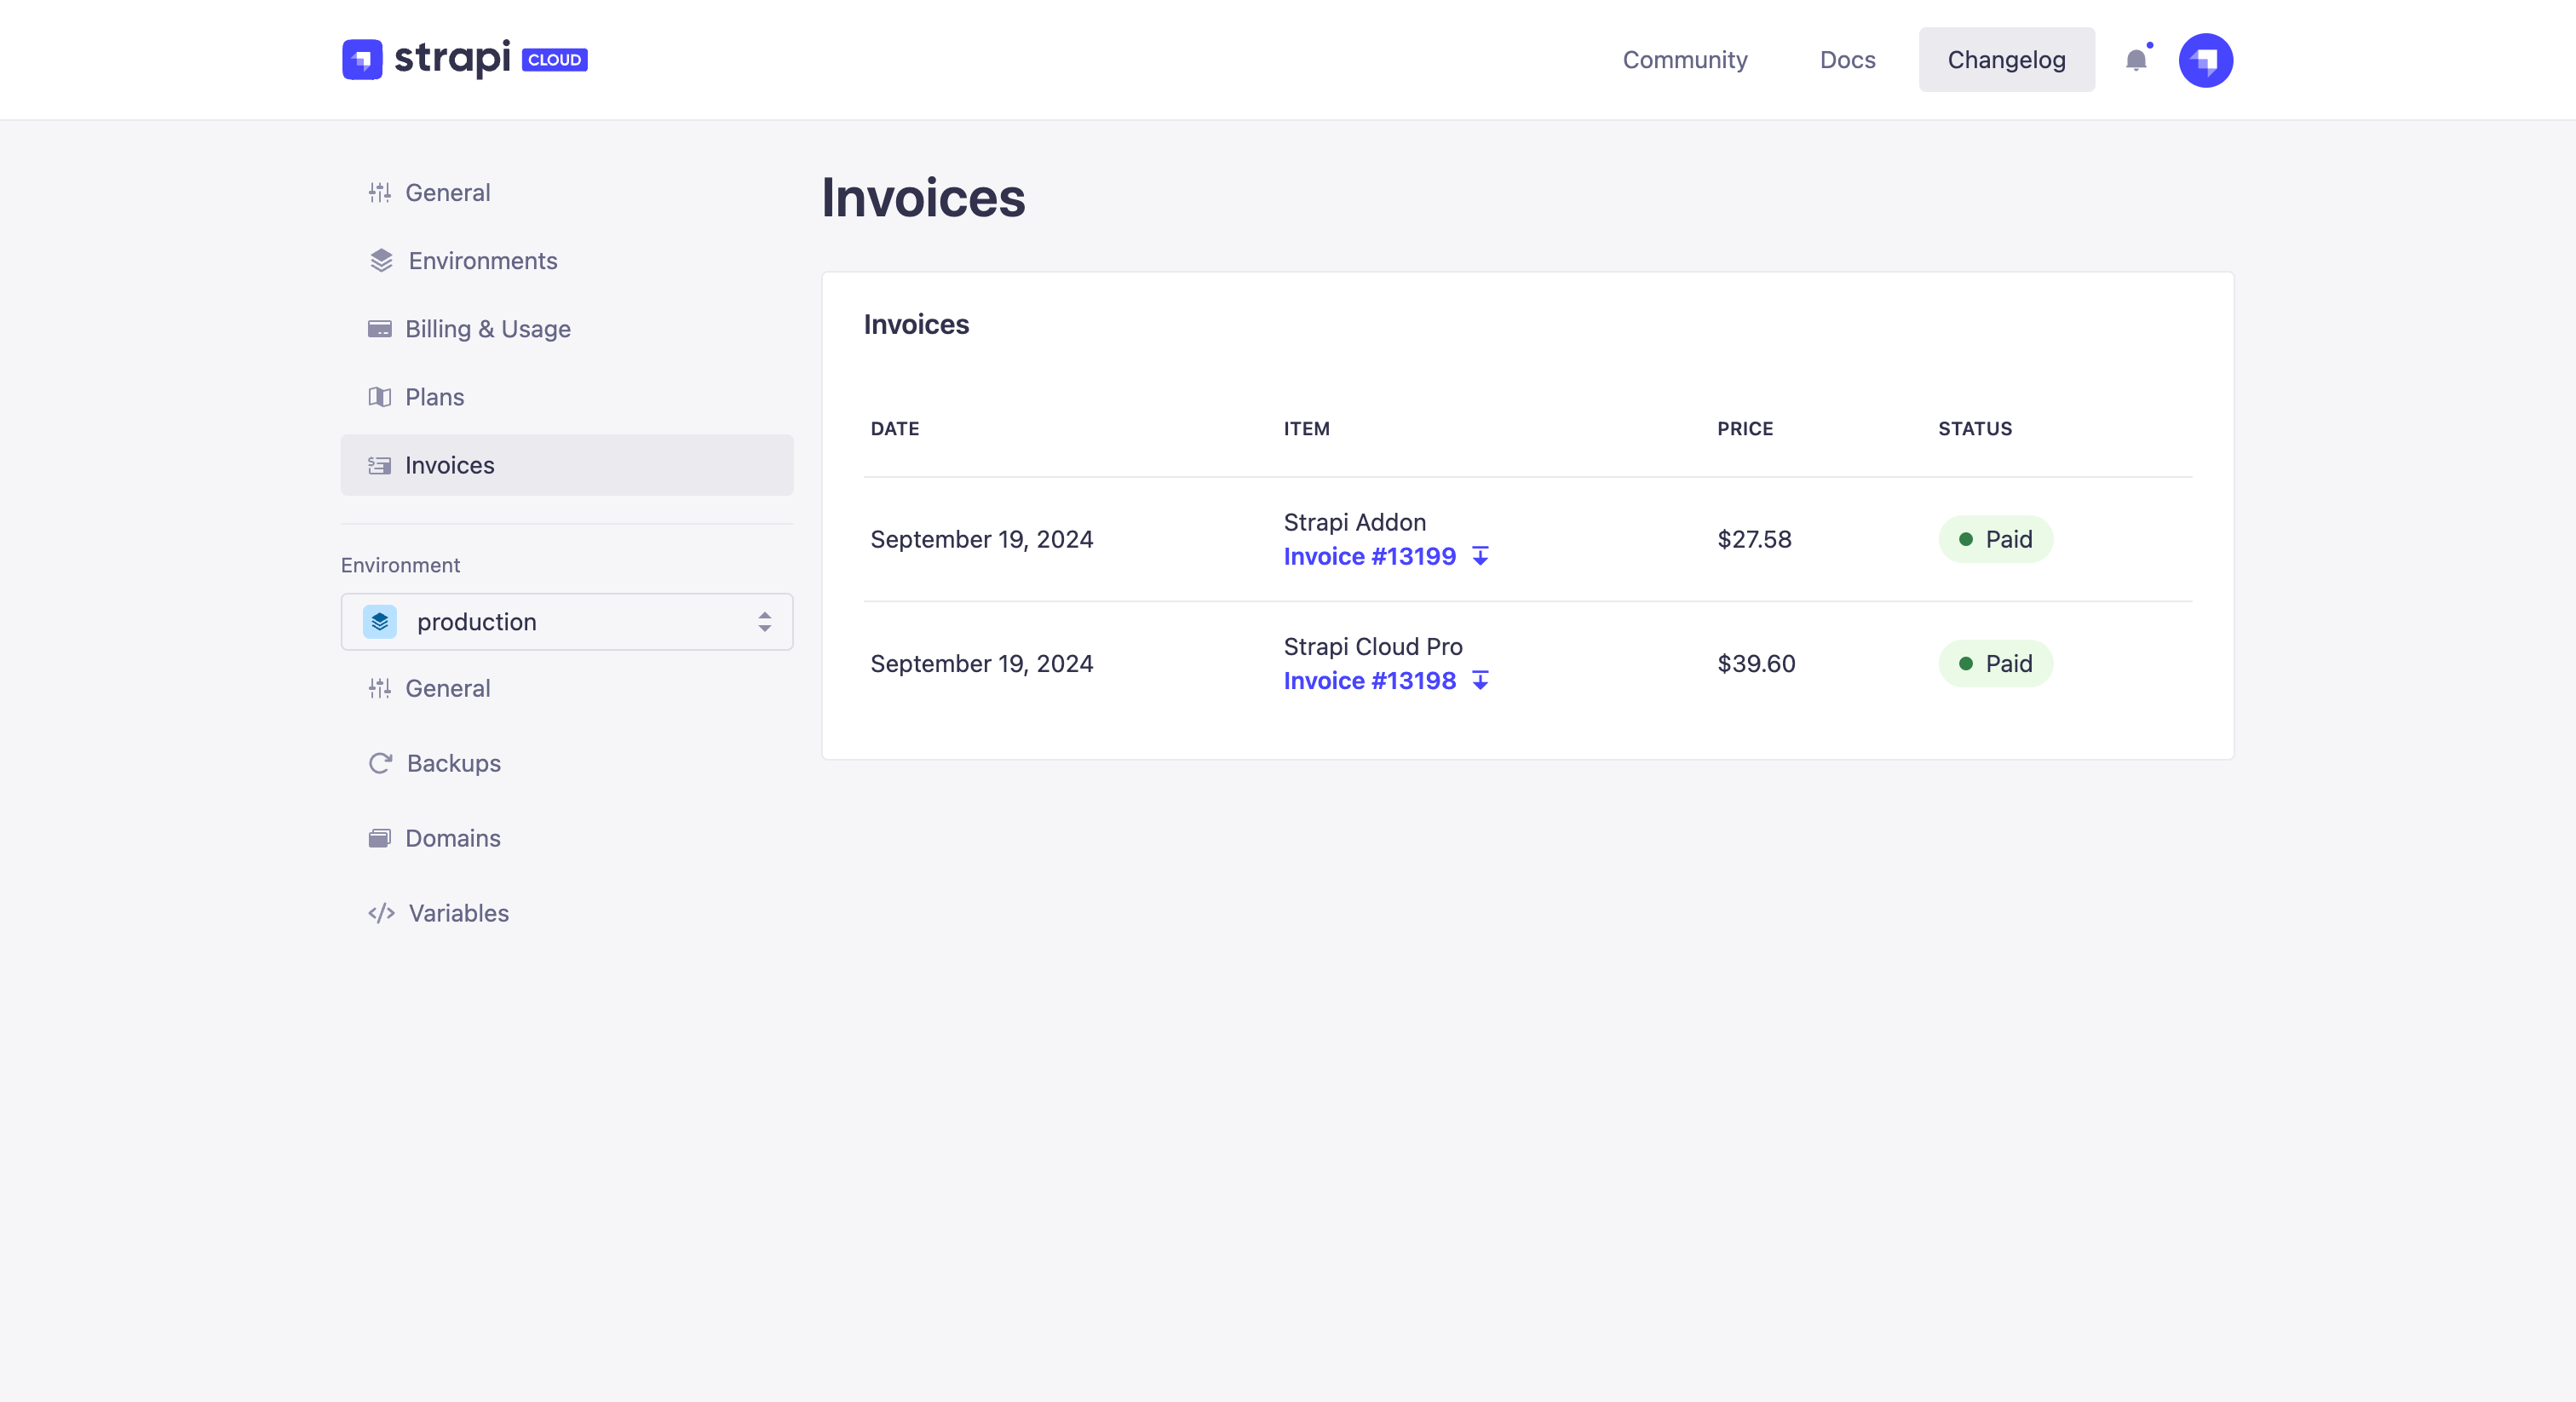 strapi CLOUD
Community Docs Changelog
General
Environments
Billing & Usage
Plans
Invoices
Environment
production
General
Backups
Domains
Variables
Invoices
Invoices
DATE ITEM PRICE STATUS
September 19, 2024 Strapi Addon $27.58 Paid
Invoice #13199
September 19, 2024 Strapi Cloud Pro $39.60 Paid
Invoice #13198